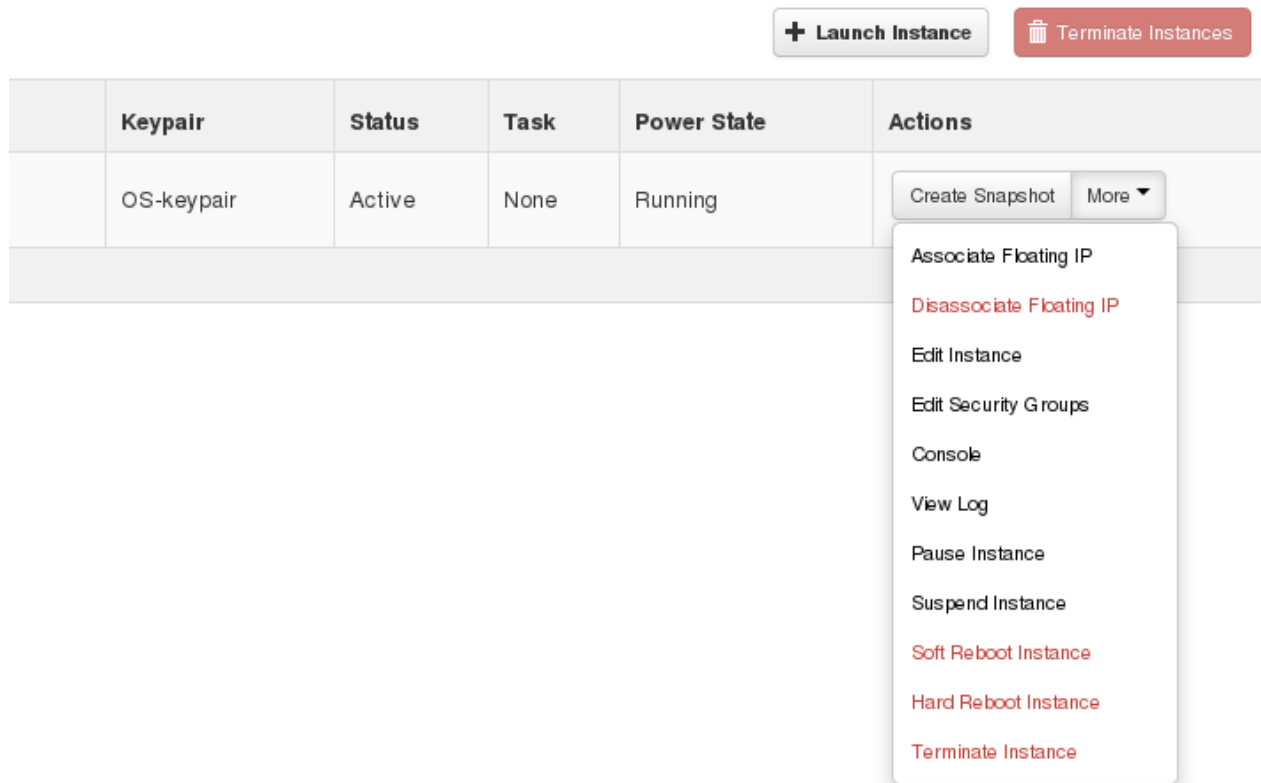 + Launch Instance Terminate Instances
Keypair Status Task Power State Actions
OS-keypair Active None Running Create Snapshot More
Associate Floating IP
Disassociate Floating IP
Edit Instance
Edit Security Groups
Console
View Log
Pause Instance
Suspend Instance
Soft Reboot Instance
Hard Reboot Instance
Terminate Instance